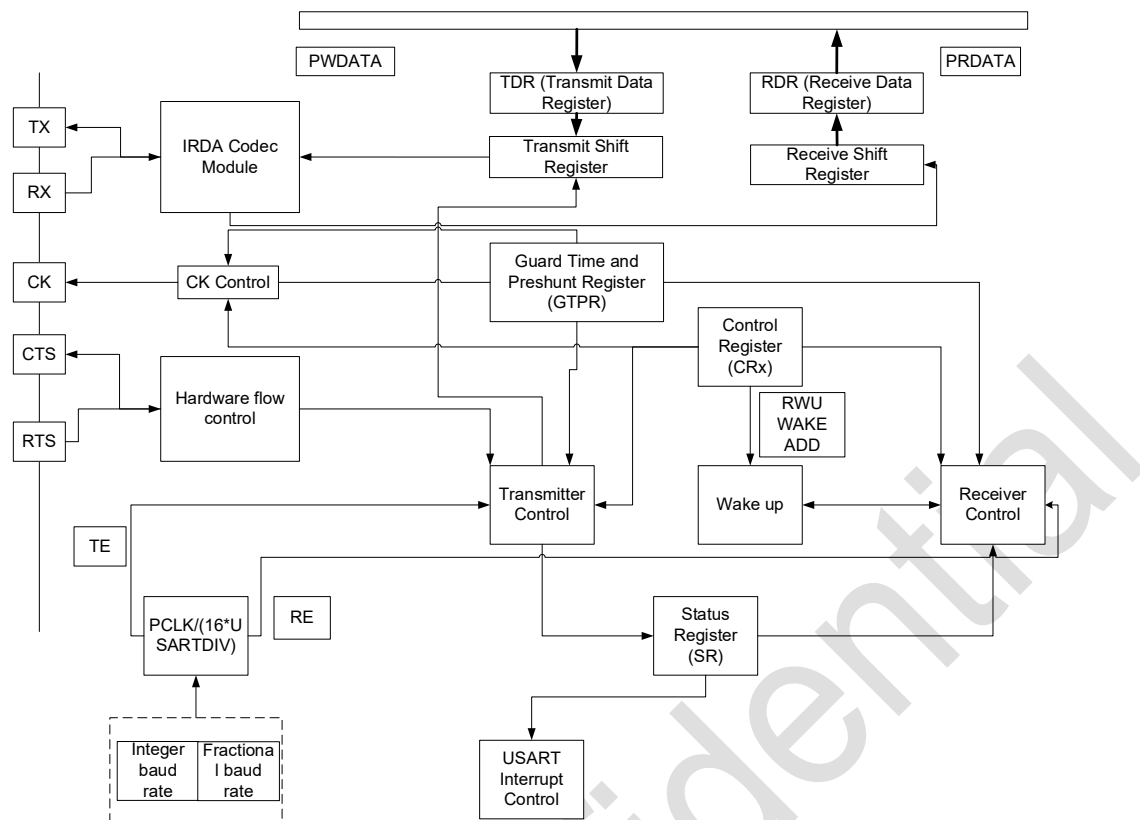 PWDATA
PRDATA
TDR (Transmit Data
Register)
RDR (Receive Data
Register)
TX
IRDA Codec
Module
Transmit Shift
Register
Receive Shift
Register
RX
Guard Time and
Preshunt Register
(GTPR)
CK
CK Control
Control
Register
(CRx)
CTS
Hardware flow
control
RWU
WAKE
ADD
RTS
Transmitter
Control
Wake up
Receiver
Control
TE
PCLK/(16*U
SARTDIV)
RE
Status
Register
(SR)
Integer
baud
rate
Fractiona
l baud
rate
USART
Interrupt
Control
fidential